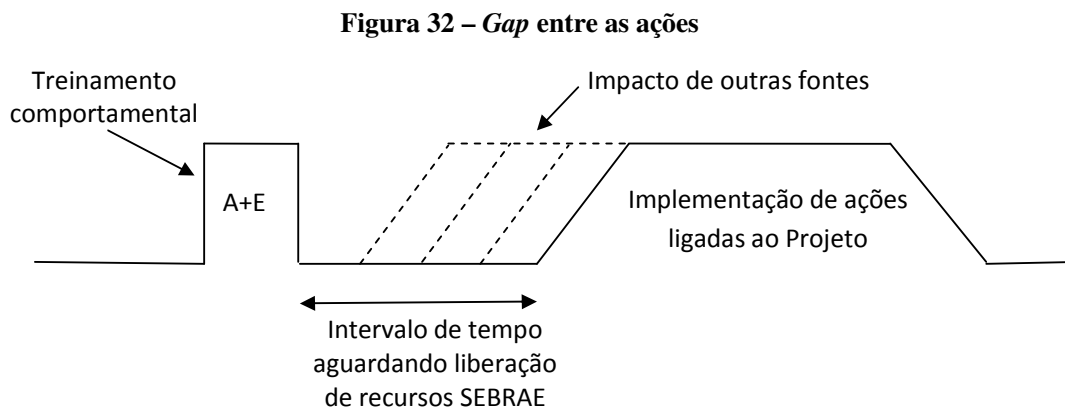 Figura 32 – Gap entre as ações
Treinamento
comportamental
Impacto de outras fontes
A+E
Implementação de ações
ligadas ao Projeto
Intervalo de tempo
aguardando liberação
de recursos SEBRAE